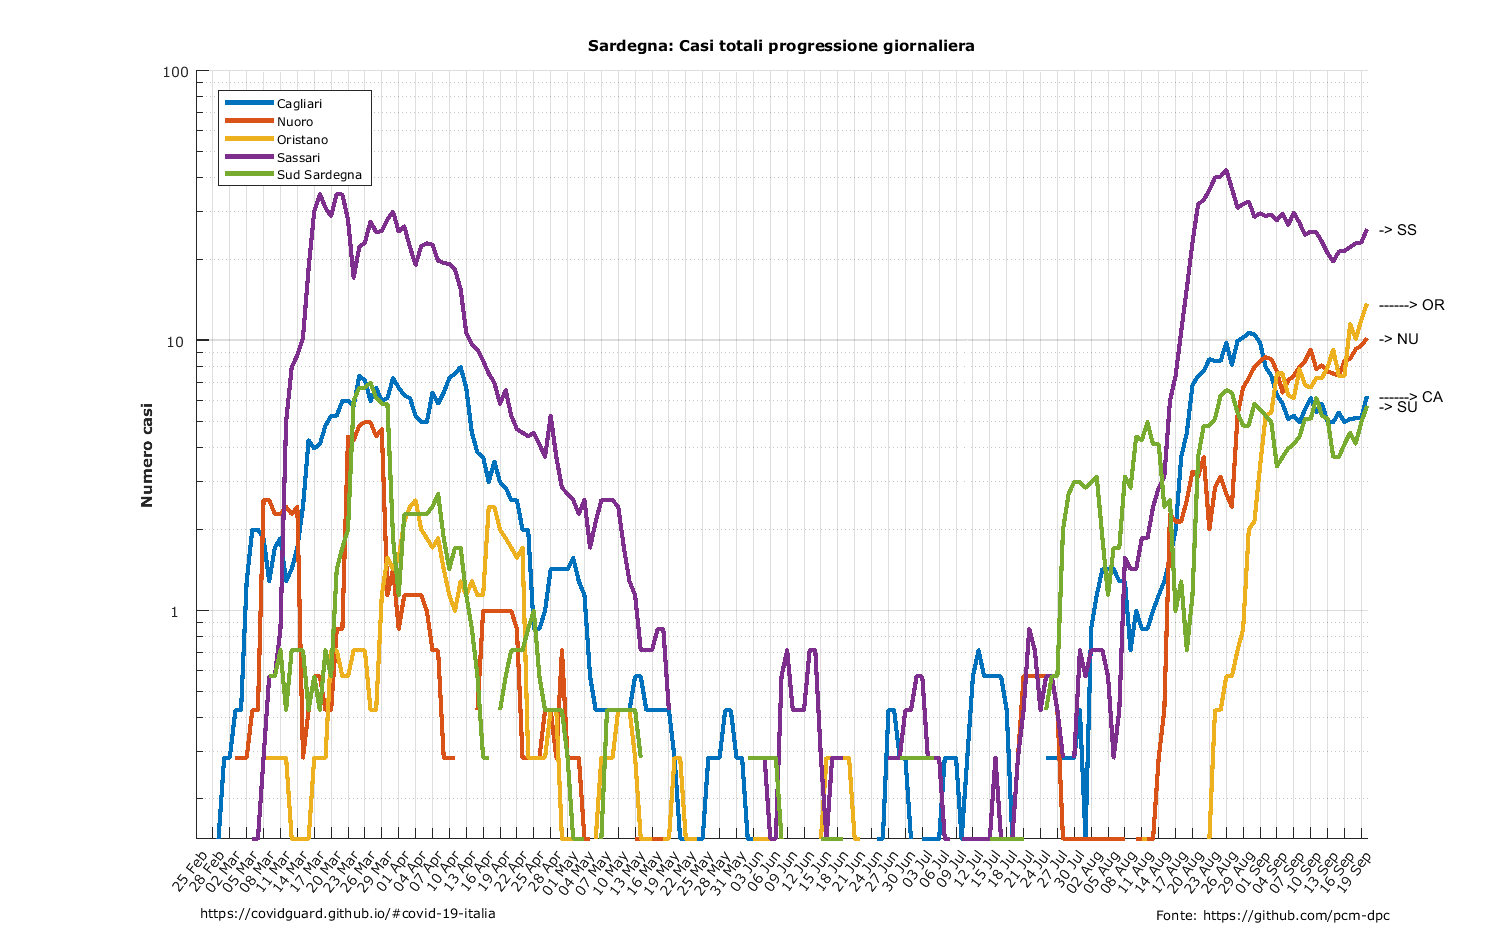 Sardegna: Casi totali progressione giornaliera
100
10
1
Numero casi
Cagliari
Nuoro
Oristano
Sassari
Sud Sardegna
-> SS
------> OR
-> NU
------> CA
-> SU
25 Feb
28 Feb
02 Mar
05 Mar
08 Mar
11 Mar
14 Mar
17 Mar
20 Mar
23 Mar
26 Mar
29 Mar
01 Apr
04 Apr
07 Apr
10 Apr
13 Apr
16 Apr
19 Apr
22 Apr
25 Apr
28 Apr
01 May
04 May
07 May
10 May
13 May
16 May
19 May
22 May
25 May
28 May
31 May
03 Jun
06 Jun
09 Jun
12 Jun
15 Jun
18 Jun
21 Jun
24 Jun
27 Jun
30 Jun
03 Jul
06 Jul
09 Jul
12 Jul
15 Jul
18 Jul
21 Jul
24 Jul
27 Jul
30 Jul
02 Aug
05 Aug
08 Aug
11 Aug
14 Aug
17 Aug
20 Aug
23 Aug
26 Aug
29 Aug
01 Sep
04 Sep
07 Sep
10 Sep
13 Sep
16 Sep
19 Sep
https://covidguard.github.io/#covid-19-italia
Fonte: https://github.com/pcm-dpc